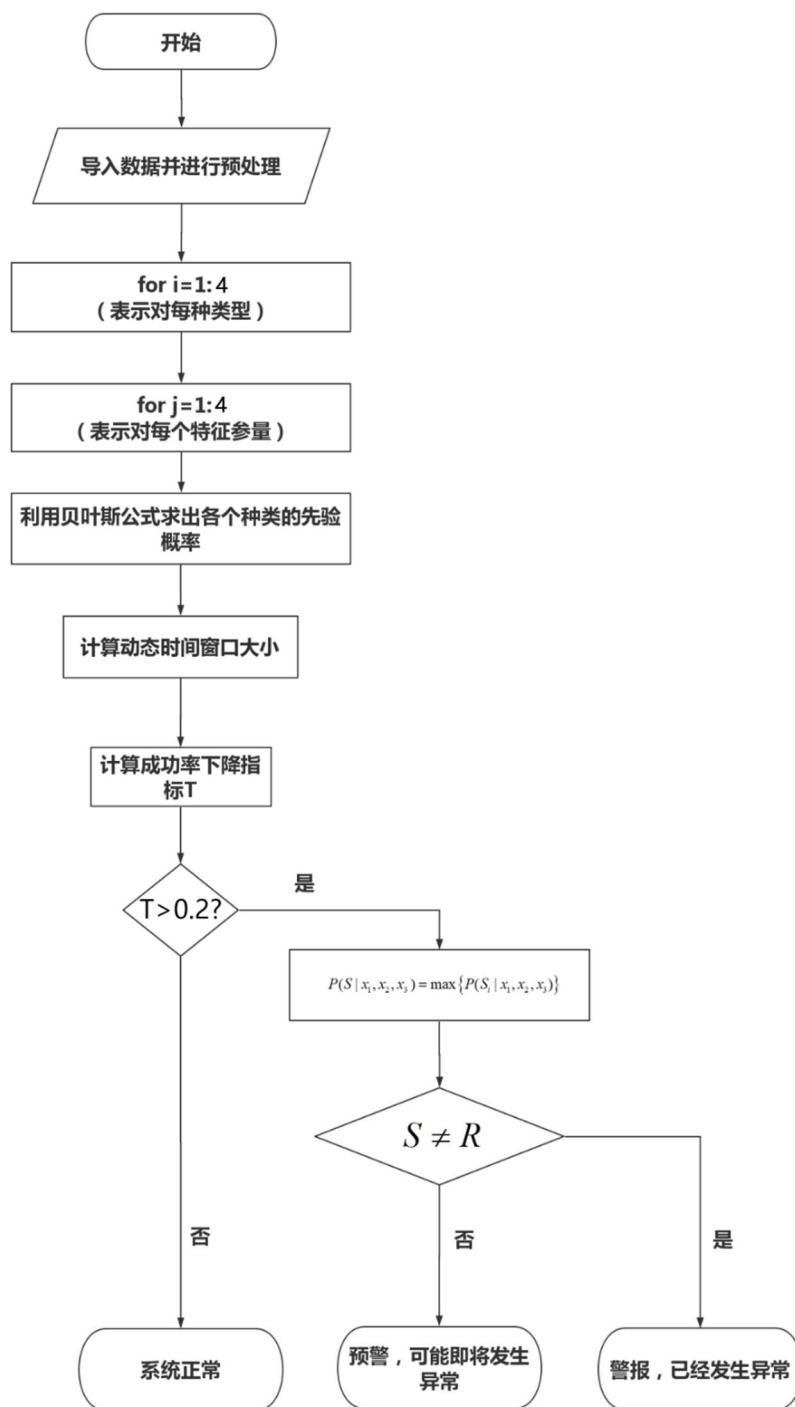 开始
导入数据并进行预处理
for i=1:4
（表示对每种类型）
for j=1:4
（表示对每个特征参量）
利用贝叶斯公式求出各个种类的先验
概率
计算动态时间窗口大小
计算成功率下降指
标T
T>0.2?
是
P(S|x₁,x₂,x₃)=max{P(Sᵢ|x₁,x₂,x₃)}
S≠R
否
否
是
系统正常
预警，可能即将发生
异常
警报，已经发生异常